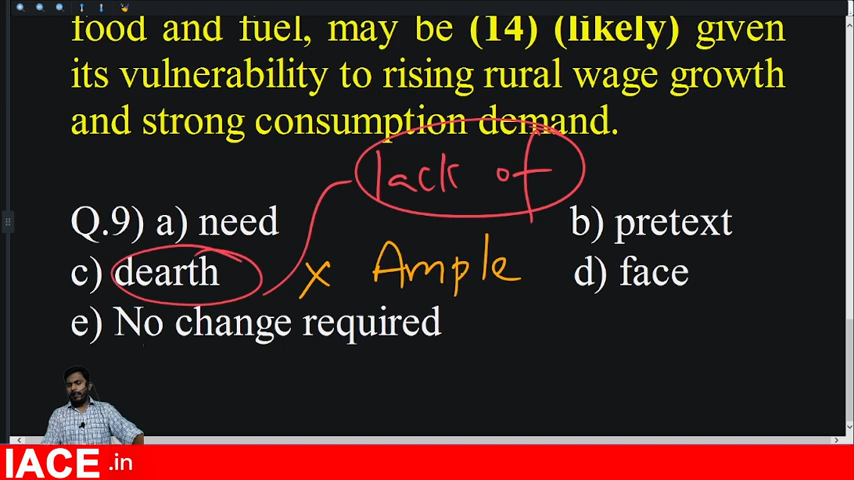 food and fuel, may be (14) (likely) given
its vulnerability to rising rural wage growth
and strong consumption demand.
lack of
Q.9) a) need b) pretext
c) dearth x Ample d) face
e) No change required
IACE.in